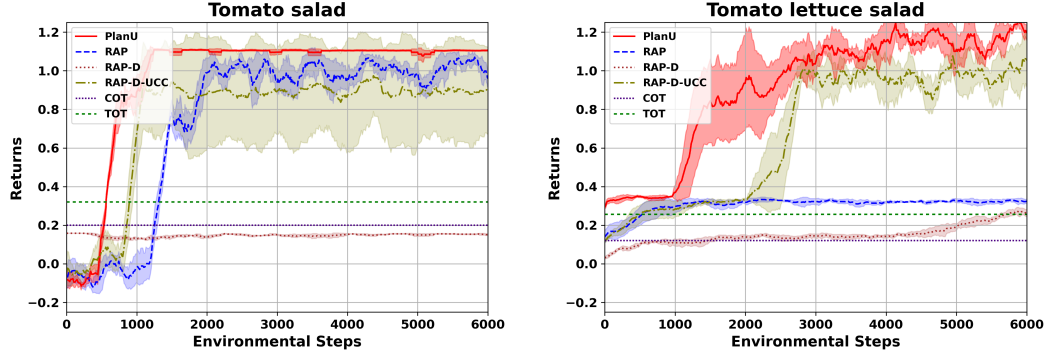 Tomato salad
Returns
1.2
1.0
0.8
0.6
0.4
0.2
0.0
−0.2
PlanU
RAP
RAP-D
RAP-D-UCC
COT
TOT
0 1000 2000 3000 4000 5000 6000
Environmental Steps
Tomato lettuce salad
Returns
1.2
1.0
0.8
0.6
0.4
0.2
0.0
−0.2
PlanU
RAP
RAP-D
RAP-D-UCC
COT
TOT
0 1000 2000 3000 4000 5000 6000
Environmental Steps